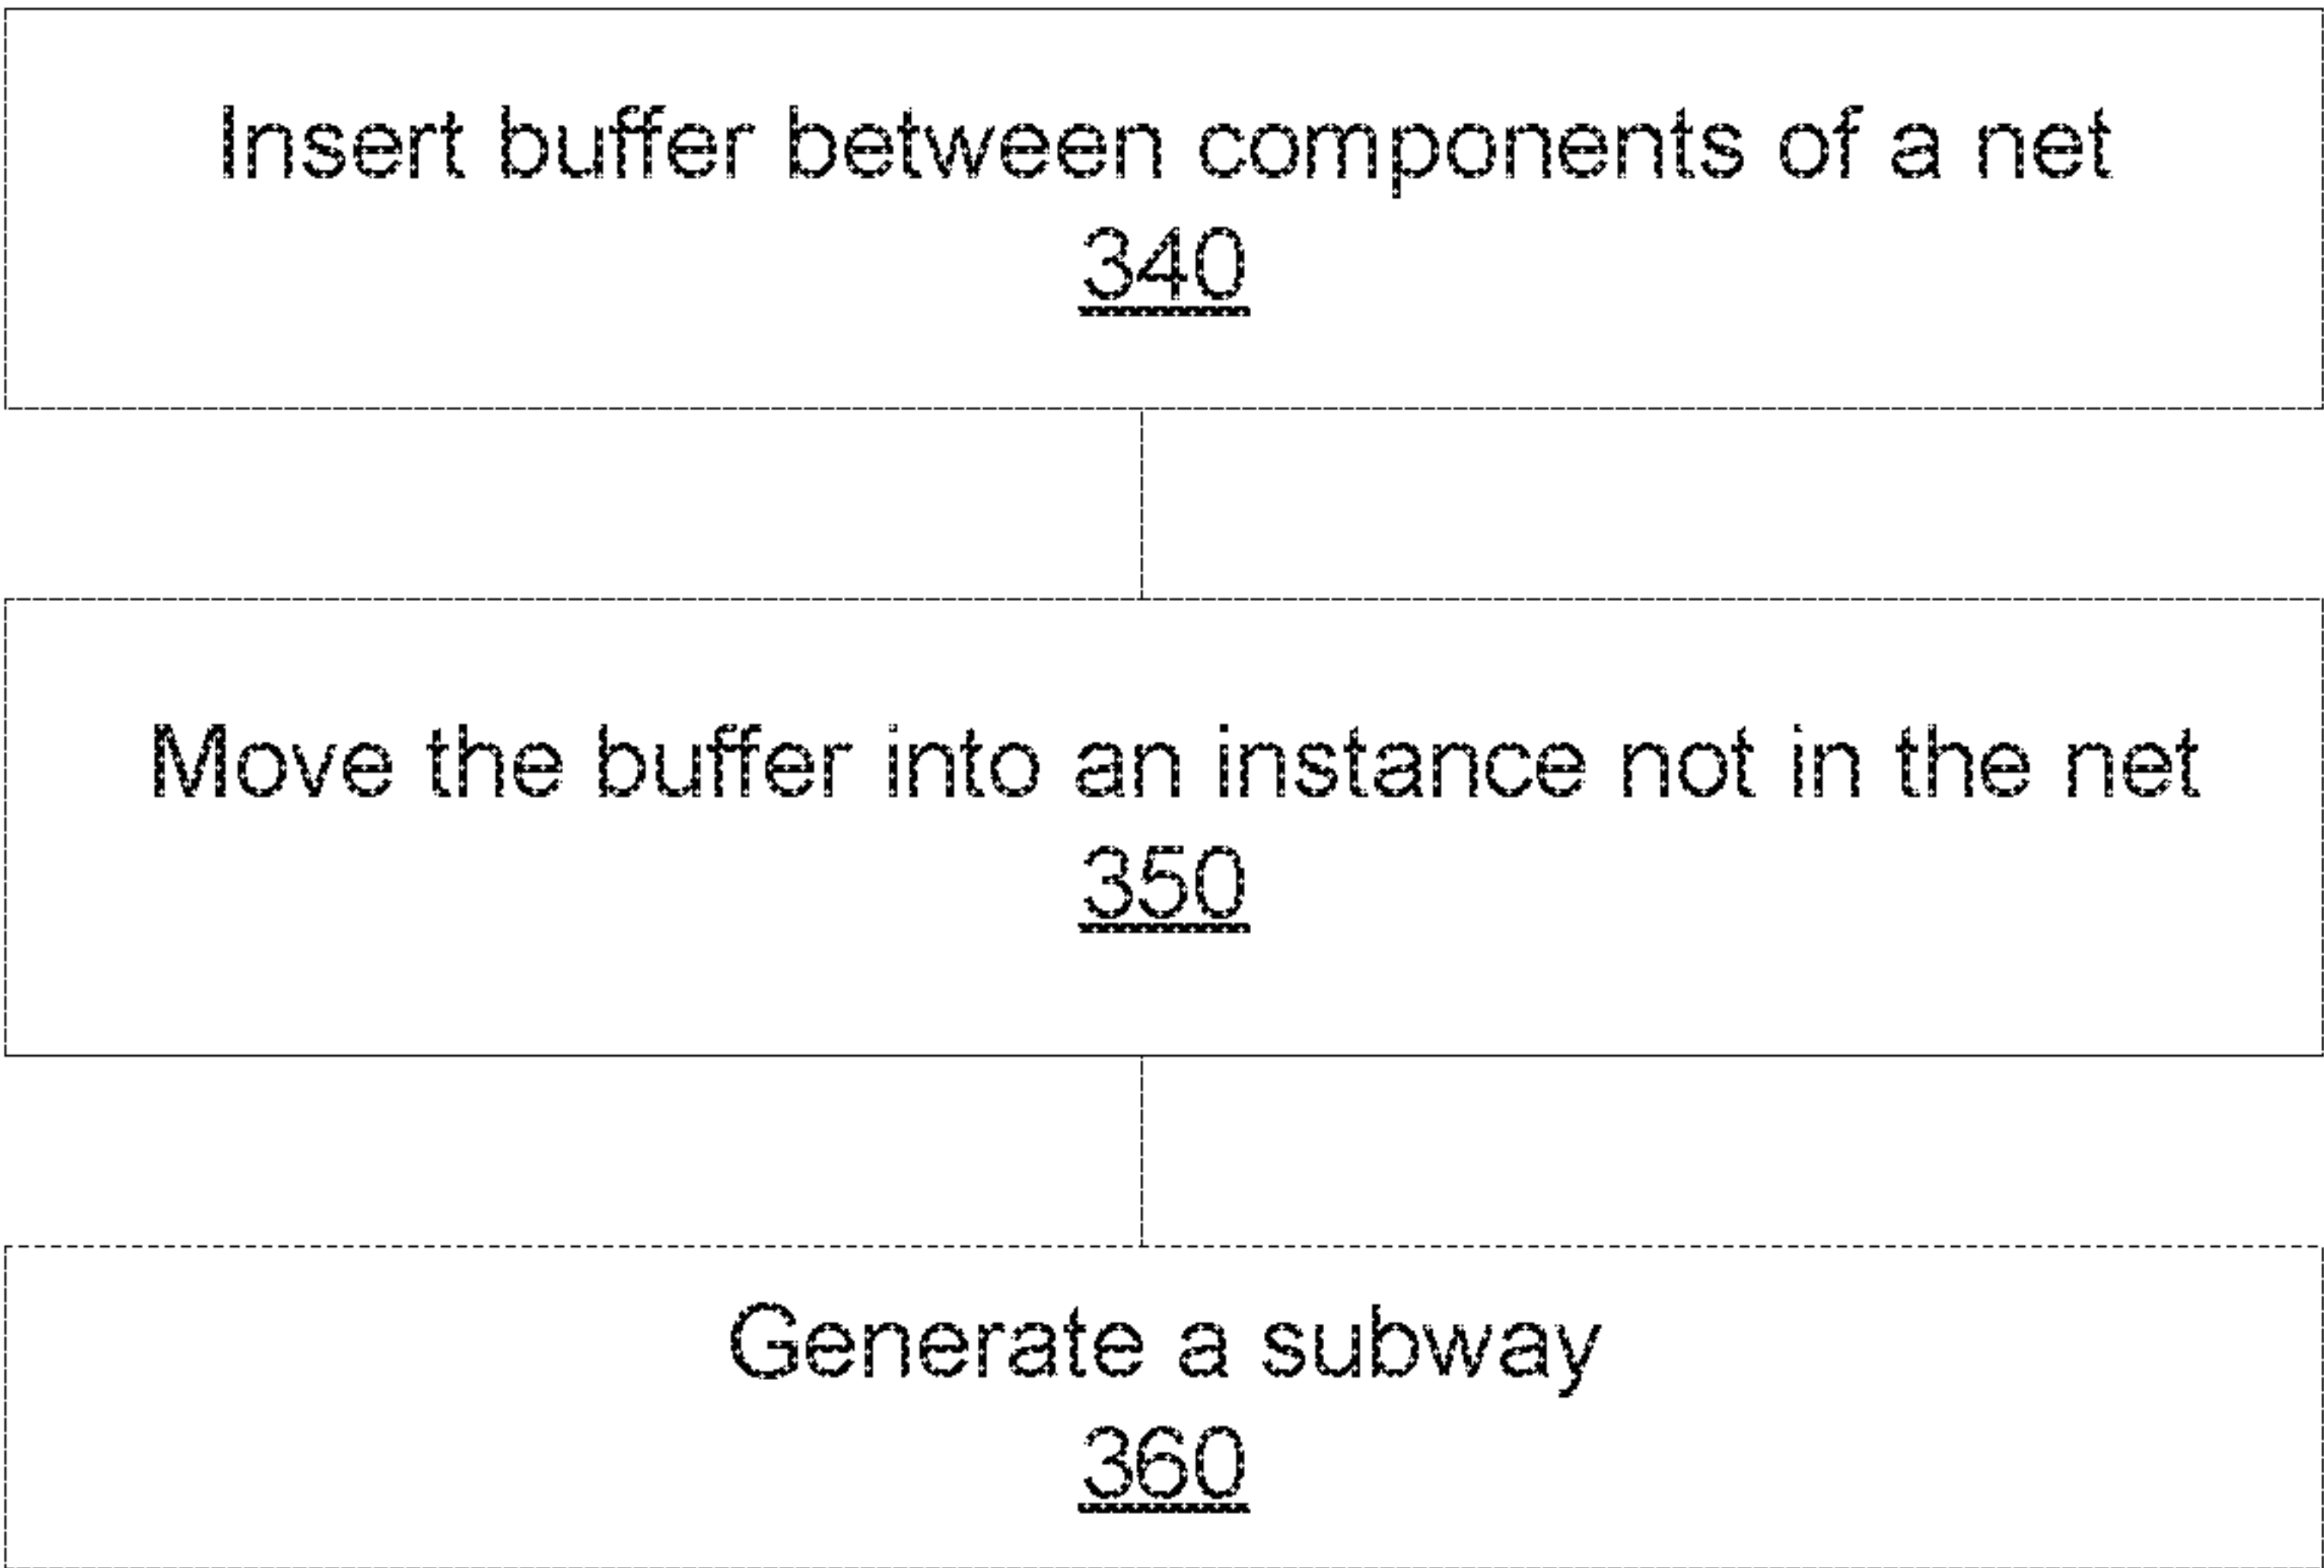 Insert buffer between components of a net
340
Move the buffer into an instance not in the net
350
Generate a subway
360